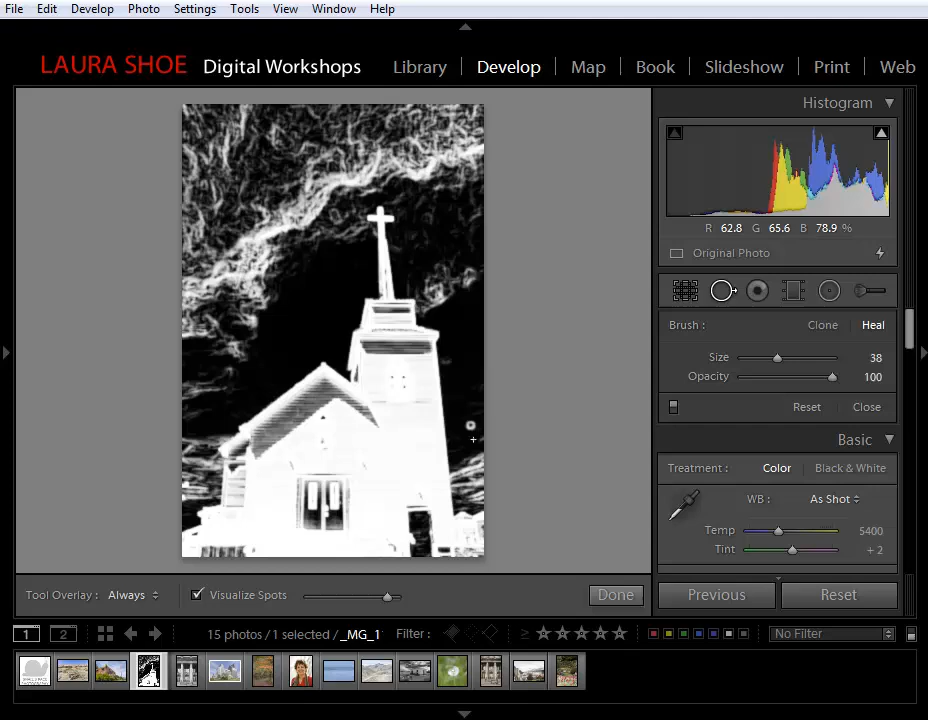 File Edit Develop Photo Settings Tools View Window Help
LAURA SHOE Digital Workshops Library Develop Map Book Slideshow Print Web
Histogram
R 62.8 G 65.6 B 78.9 %
Original Photo
Brush : Clone Heal
Size 38
Opacity 100
Reset Close
Basic
Treatment : Color Black & White
WB : As Shot
Temp 5400
Tint + 2
Tool Overlay : Always Visualize Spots Done
Previous Reset
1 2 15 photos / 1 selected / _MG_1 Filter : No Filter